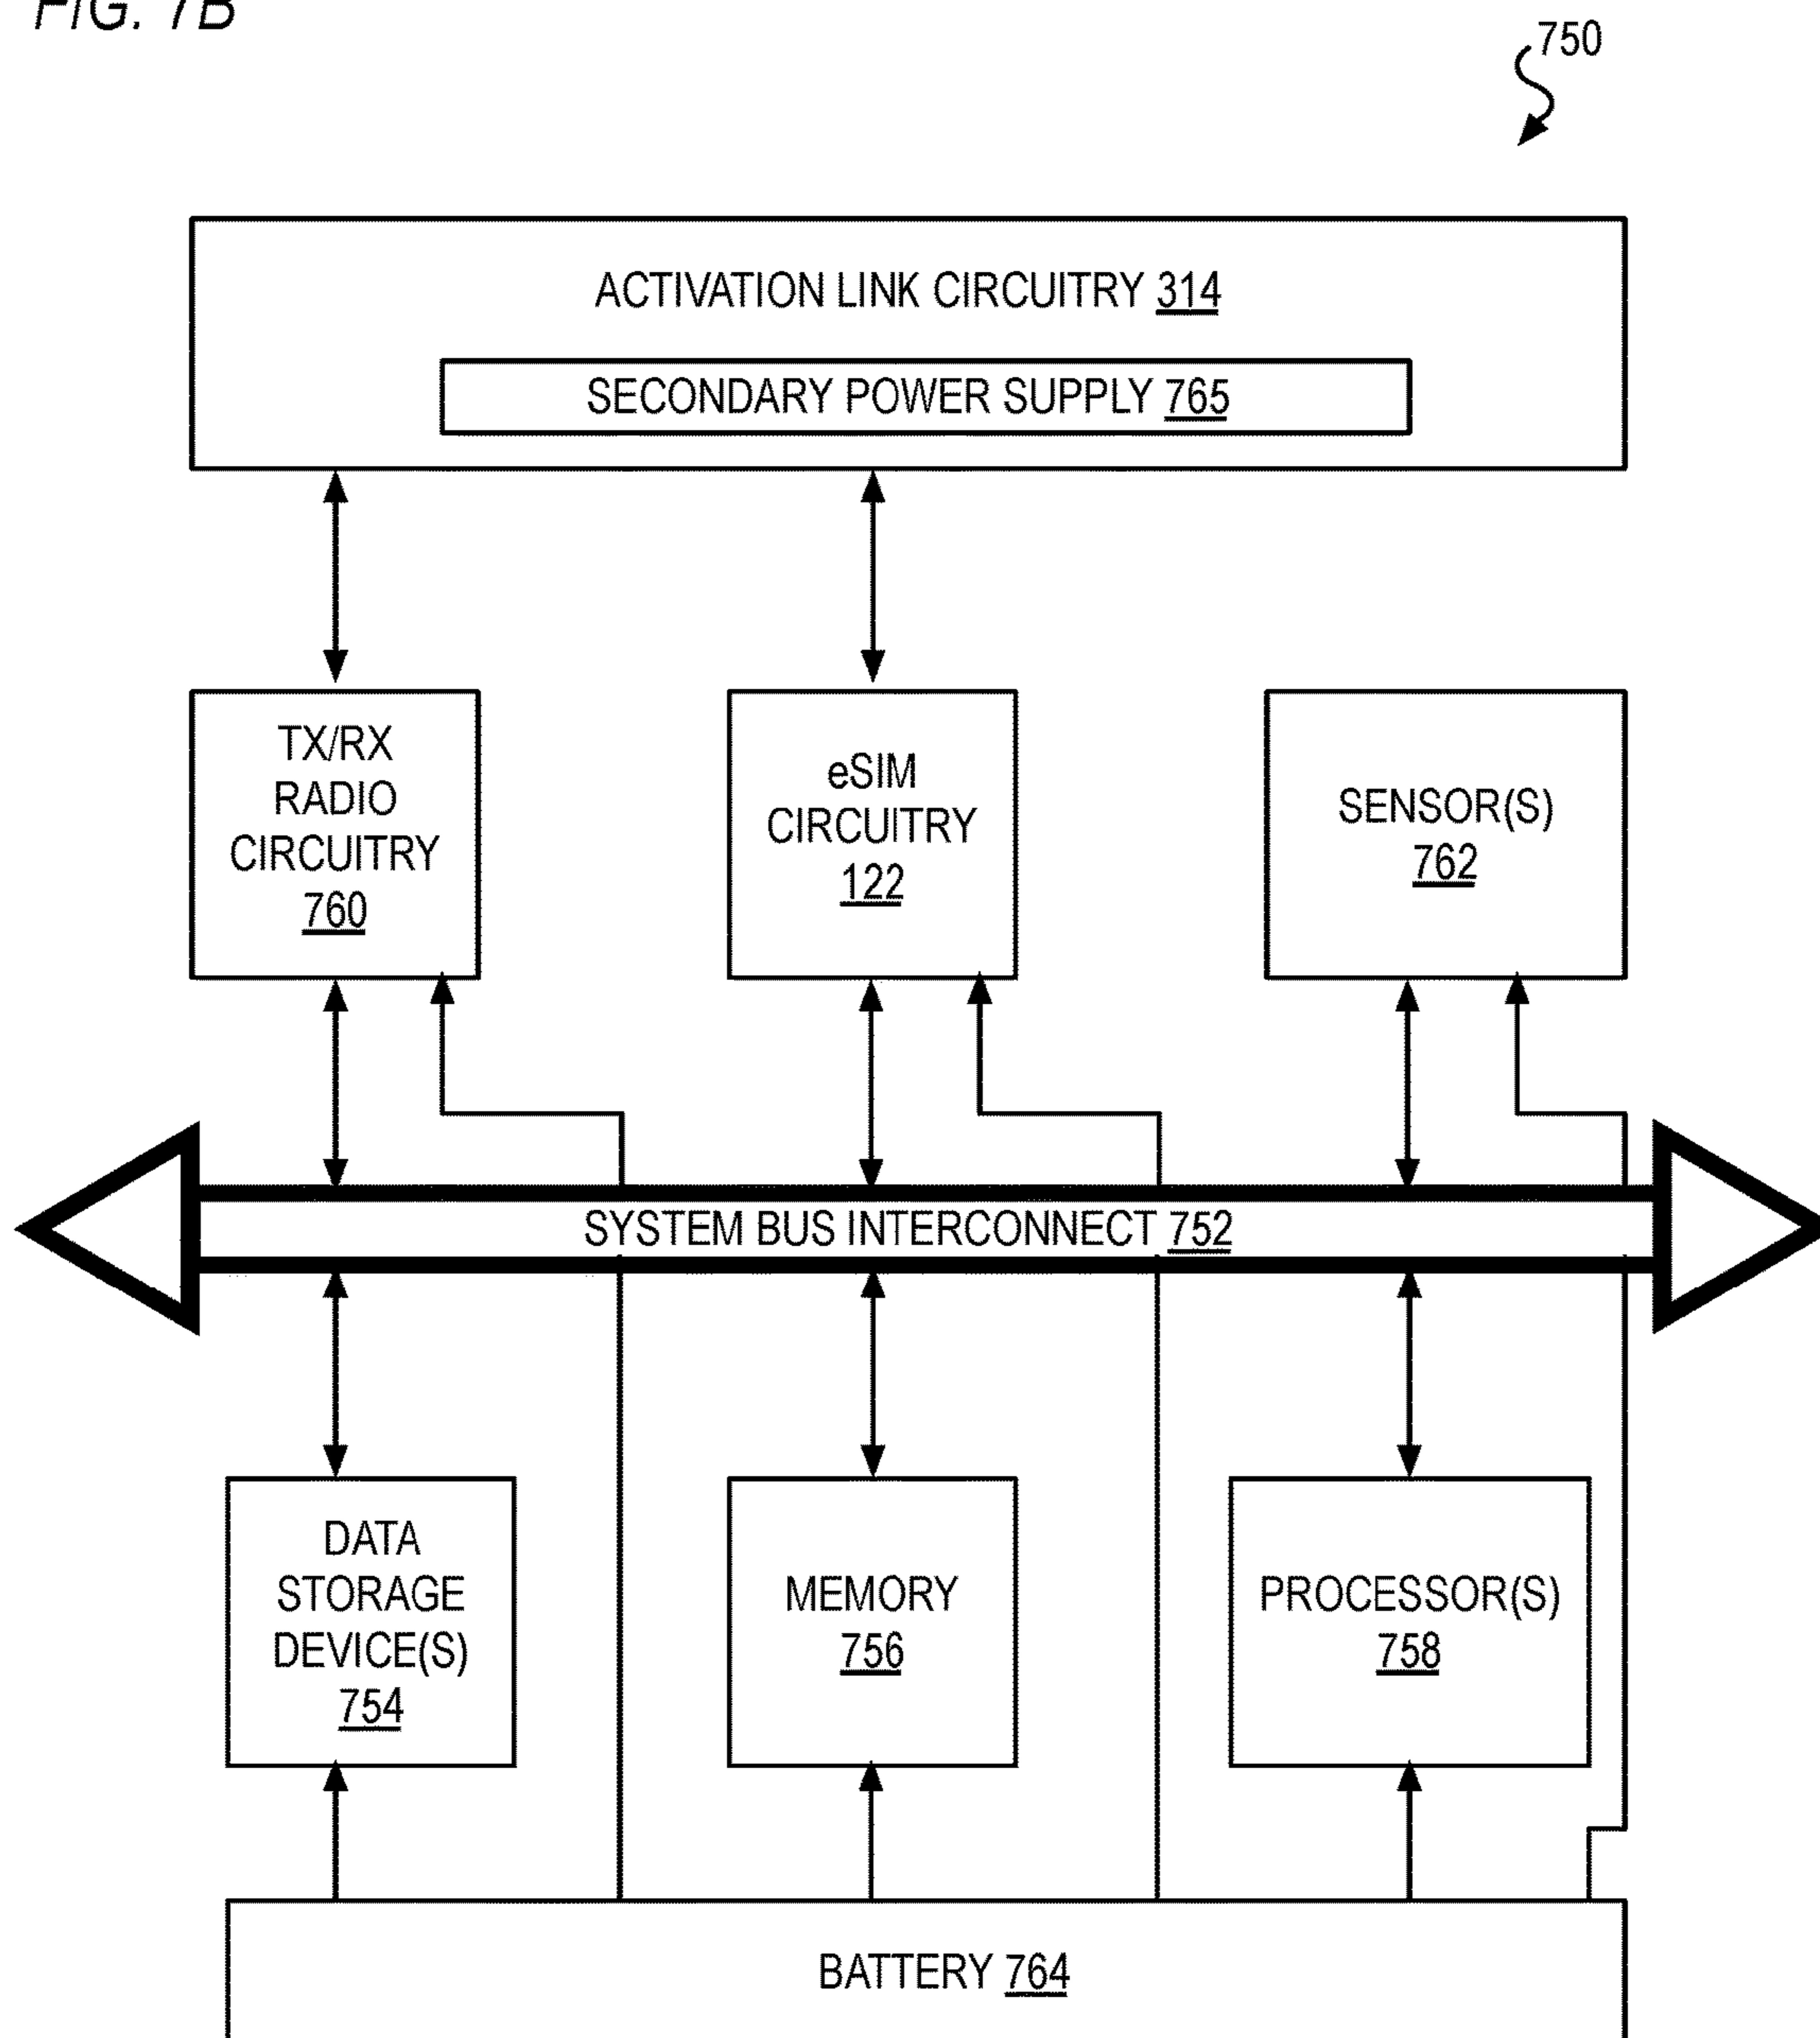 FIG. 7B
750
ACTIVATION LINK CIRCUITRY 314
SECONDARY POWER SUPPLY 765
TX/RX
RADIO
CIRCUITRY
760
eSIM
CIRCUITRY
122
SENSOR(S)
762
SYSTEM BUS INTERCONNECT 752
DATA
STORAGE
DEVICE(S)
754
MEMORY
756
PROCESSOR(S)
758
BATTERY 764